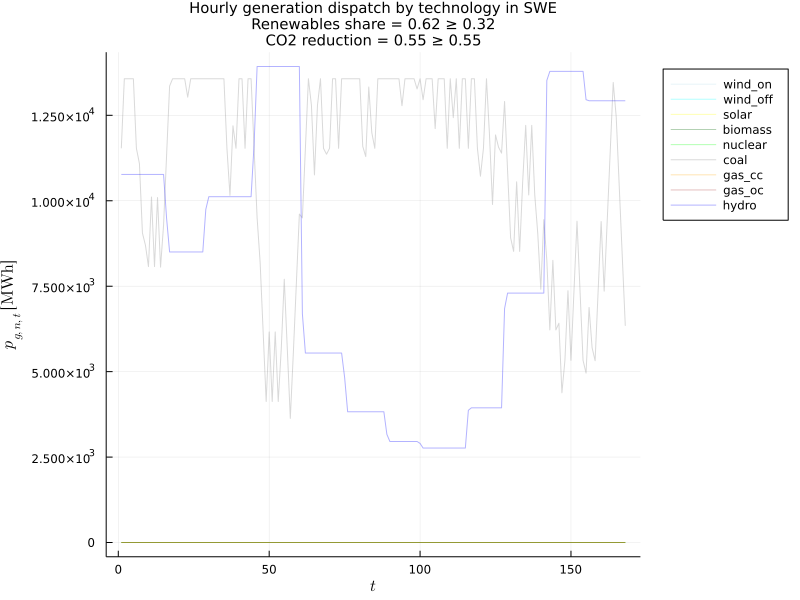 Hourly generation dispatch by technology in SWE
Renewables share = 0.62 ≥ 0.32
CO2 reduction = 0.55 ≥ 0.55
wind_on
wind_off
solar
biomass
nuclear
coal
gas_cc
gas_oc
hydro
p_{g, n, t} [MWh]
1.250×10⁴
1.000×10⁴
7.500×10³
5.000×10³
2.500×10³
0
0 50 100 150
t